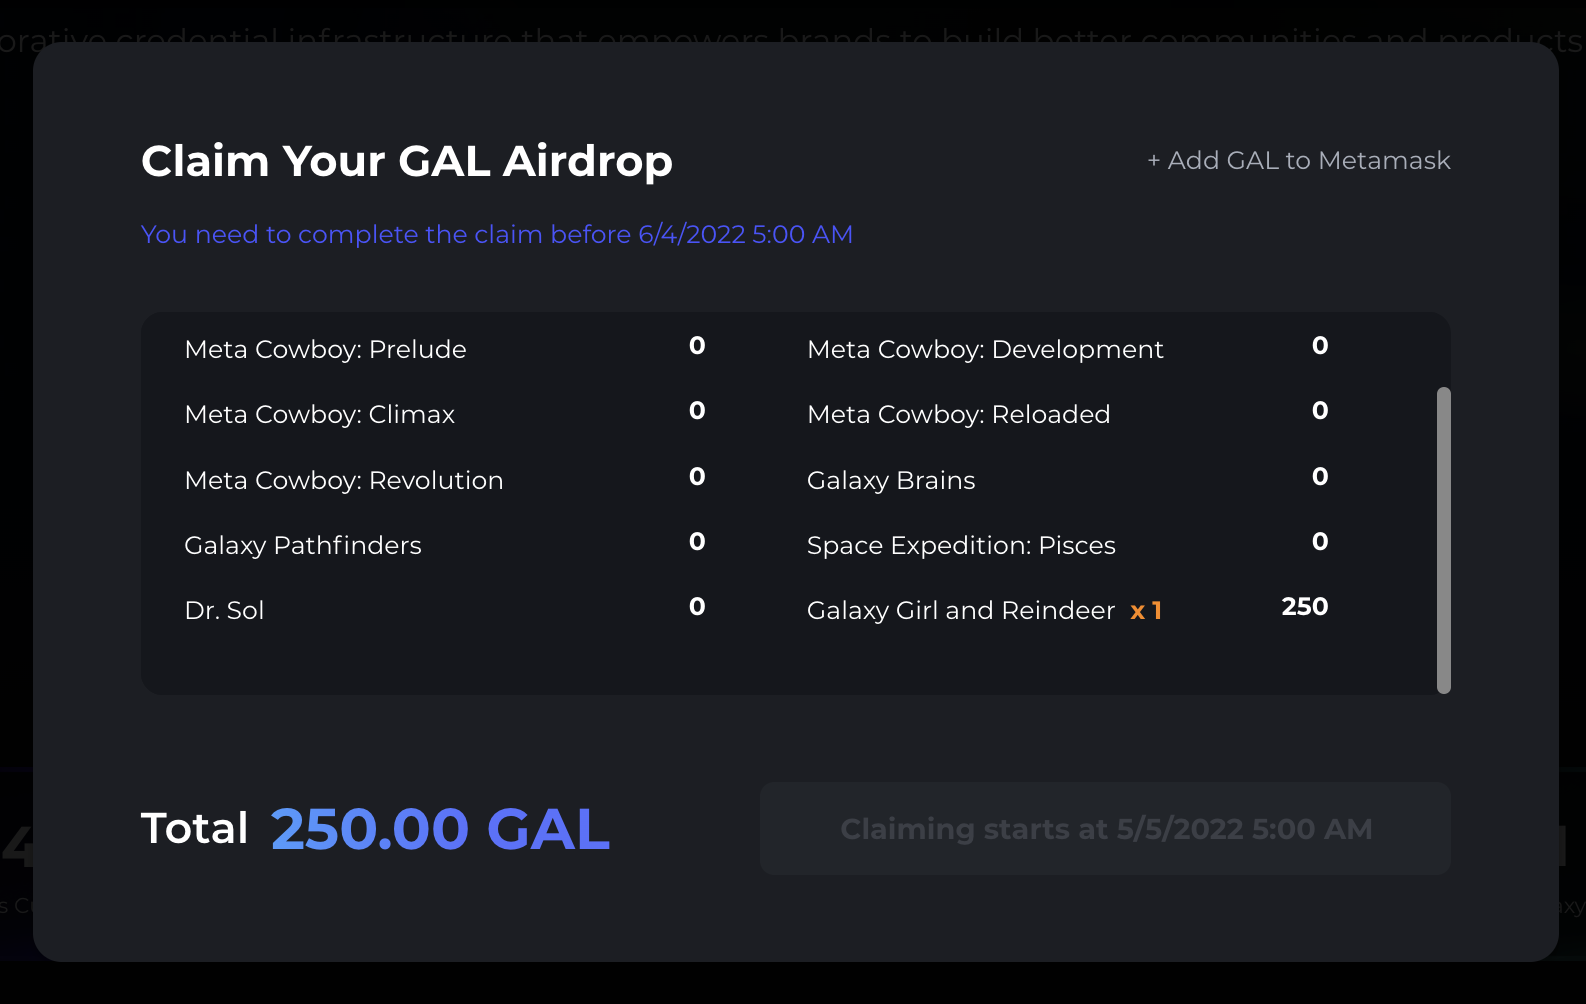 orative credential infrastructure that empowers brands to build better communities and products
Claim Your GAL Airdrop
+ Add GAL to Metamask
You need to complete the claim before 6/4/2022 5:00 AM
Meta Cowboy: Prelude 0 Meta Cowboy: Development 0
Meta Cowboy: Climax 0 Meta Cowboy: Reloaded 0
Meta Cowboy: Revolution 0 Galaxy Brains 0
Galaxy Pathfinders 0 Space Expedition: Pisces 0
Dr. Sol 0 Galaxy Girl and Reindeer x 1 250
Total 250.00 GAL Claiming starts at 5/5/2022 5:00 AM